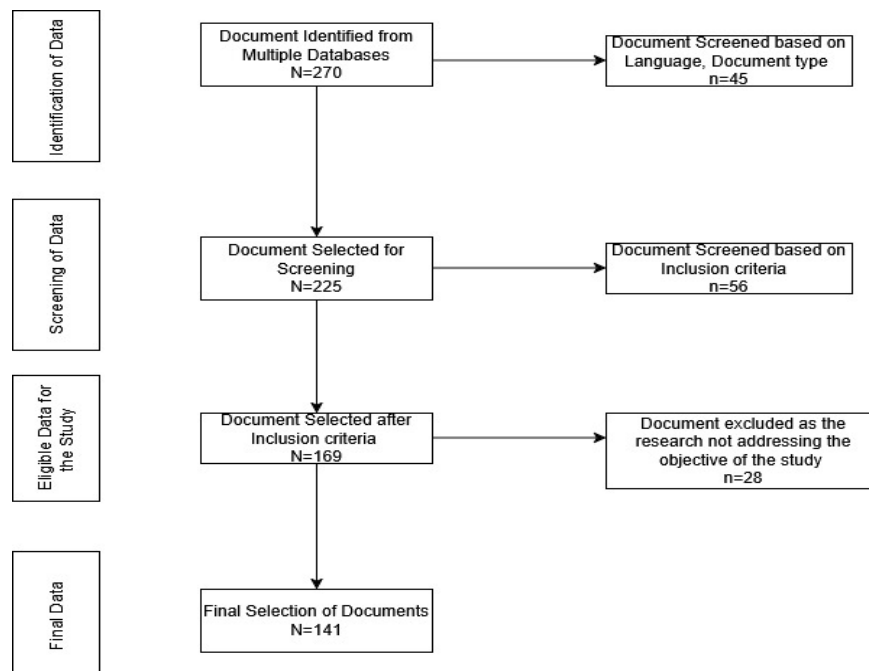 Identification of Data
Document Identified from
Multiple Databases
N=270
Document Screened based on
Language, Document type
n=45
Screening of Data
Document Selected for
Screening
N=225
Document Screened based on
Inclusion criteria
n=56
Eligible Data for
the Study
Document Selected after
Inclusion criteria
N=169
Document excluded as the
research not addressing the
objective of the study
n=28
Final Data
Final Selection of Documents
N=141